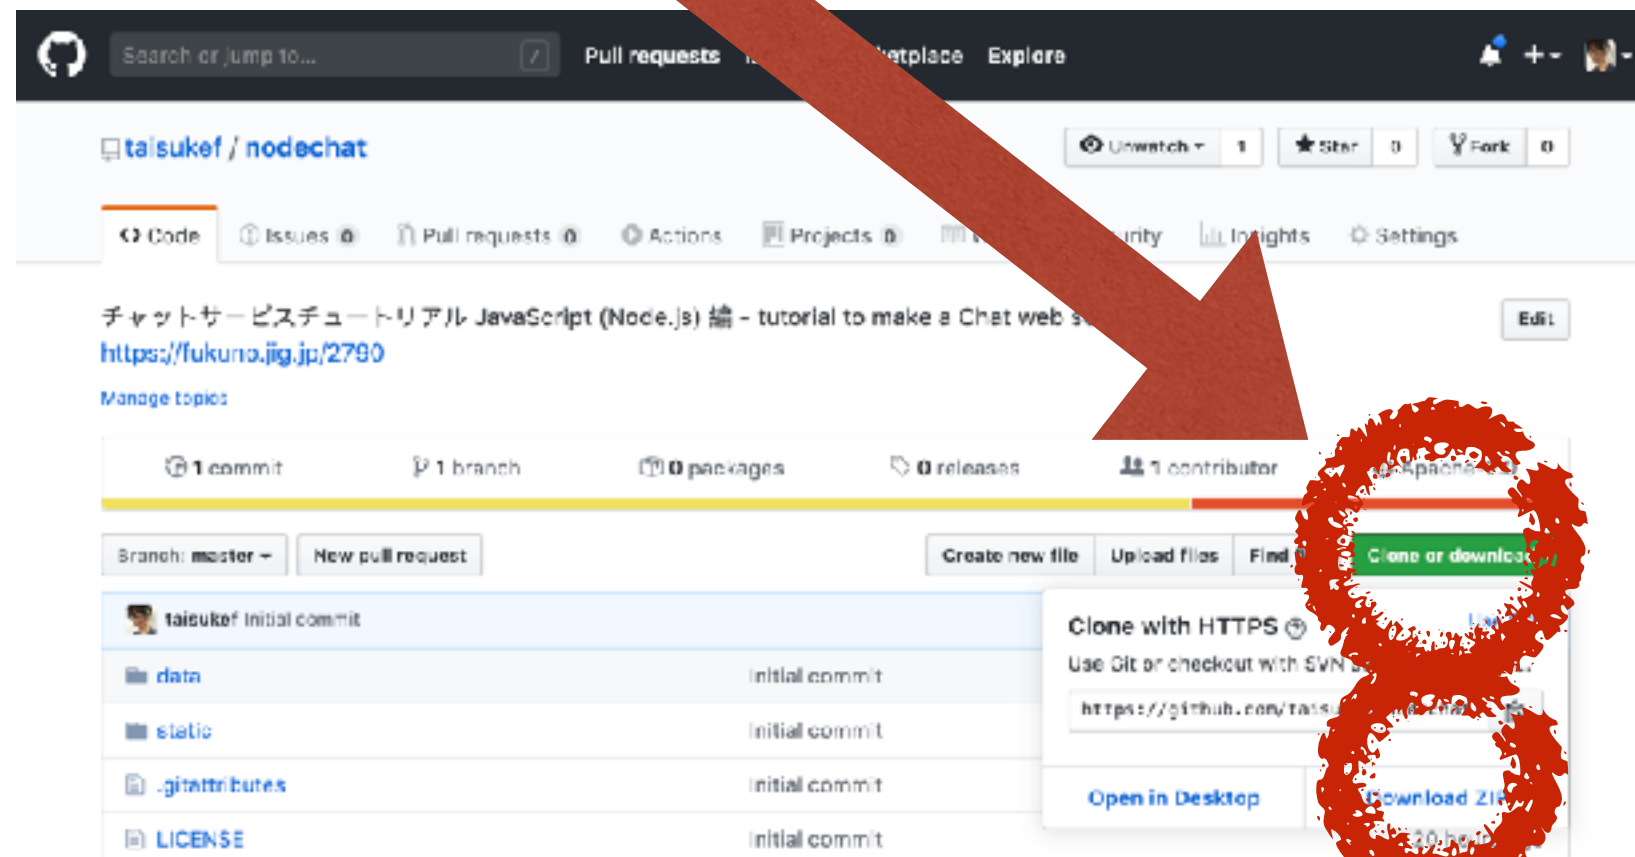 Search or jump to... /
Pull requests Explore
taisukef / nodechat
Unwatch 1 Star 0 Fork 0
Code Issues 0 Pull requests 0 Actions Projects 0 Insights Settings
チャットサービスチュートリアル JavaScript (Node.js) 編 - tutorial to make a Chat web
Edit
https://fukuno.jig.jp/2790
Manage topics
1 commit 1 branch 0 packages 0 releases 1 contributor
Branch: master New pull request Create new file Upload files Find Clone or download
taisukef Initial commit
Clone with HTTPS
Use Git or checkout with SVN
data Initial commit
https://github.com/taisu
static Initial commit
.gitattributes Initial commit
Open in Desktop Download ZIP
LICENSE Initial commit